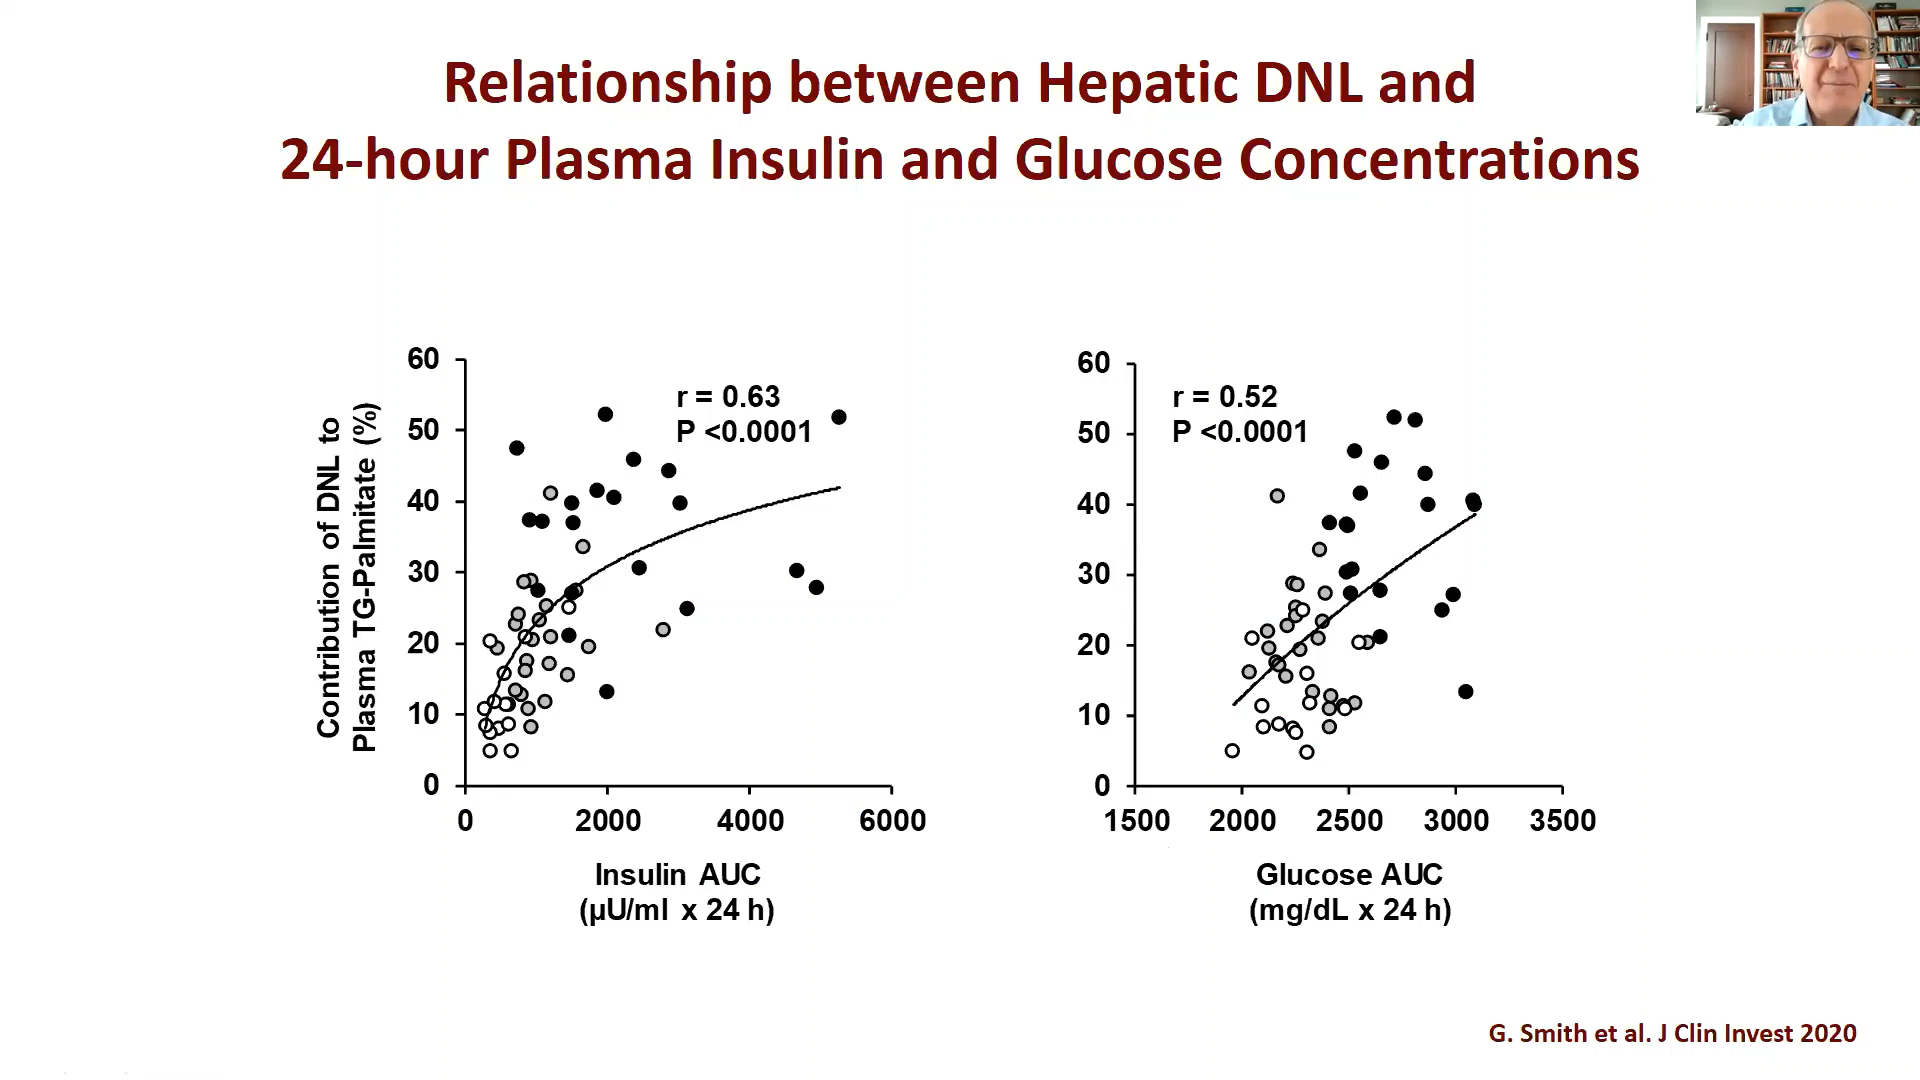 Relationship between Hepatic DNL and
24-hour Plasma Insulin and Glucose Concentrations
Contribution of DNL to
Plasma TG-Palmitate (%)
60
50
40
30
20
10
0
r = 0.63
P <0.0001
0 2000 4000 6000
Insulin AUC
(µU/ml x 24 h)
60
50
40
30
20
10
0
r = 0.52
P <0.0001
1500 2000 2500 3000 3500
Glucose AUC
(mg/dL x 24 h)
G. Smith et al. J Clin Invest 2020